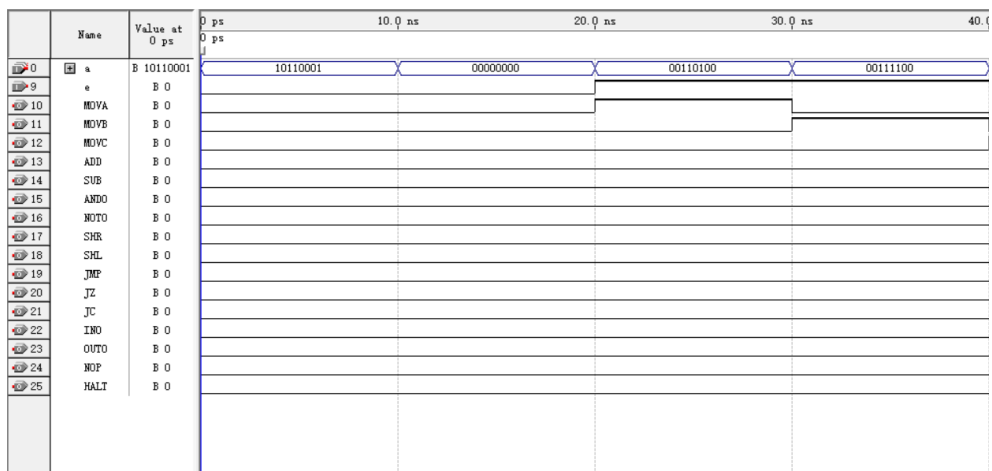 Name Value at 0 ps 0 ps 10.0 ns 20.0 ns 30.0 ns 40.0
0 ps
0 a B 10110001 10110001 00000000 00110100 00111100
9 e B 0
10 MOVA B 0
11 MOVB B 0
12 MOVC B 0
13 ADD B 0
14 SUB B 0
15 ANDO B 0
16 NOTO B 0
17 SHR B 0
18 SHL B 0
19 JMP B 0
20 JZ B 0
21 JC B 0
22 INO B 0
23 OUTO B 0
24 NOP B 0
25 HALT B 0